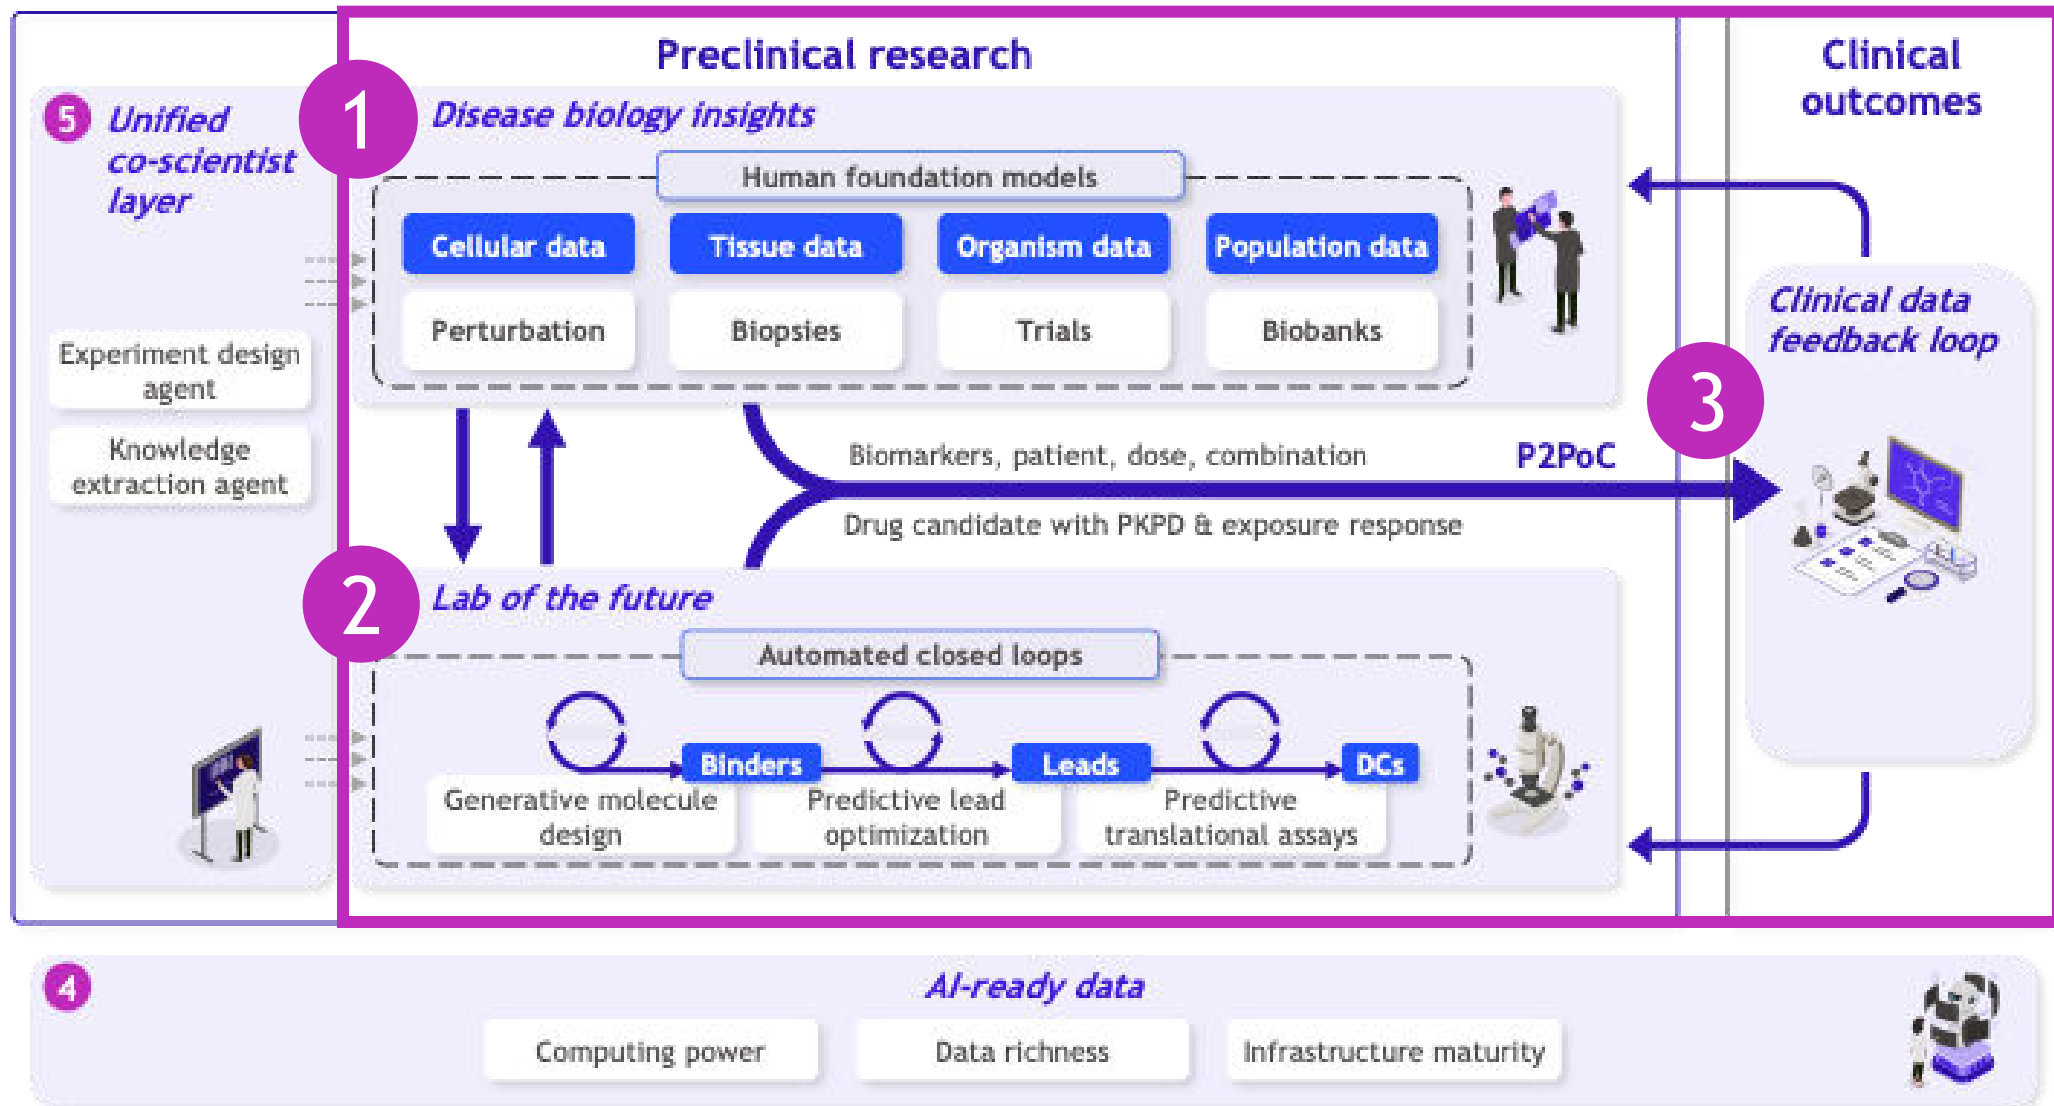 Preclinical research
Clinical
outcomes
5
Unified
co-scientist
layer
Experiment design
agent
Knowledge
extraction agent
1
Disease biology insights
Human foundation models
Cellular data
Tissue data
Organism data
Population data
Perturbation
Biopsies
Trials
Biobanks
Biomarkers, patient, dose, combination
P2PoC
Drug candidate with PKPD & exposure response
2
Lab of the future
Automated closed loops
Binders
Leads
DCs
Generative molecule
design
Predictive lead
optimization
Predictive
translational assays
3
Clinical data
feedback loop
4
AI-ready data
Computing power
Data richness
Infrastructure maturity